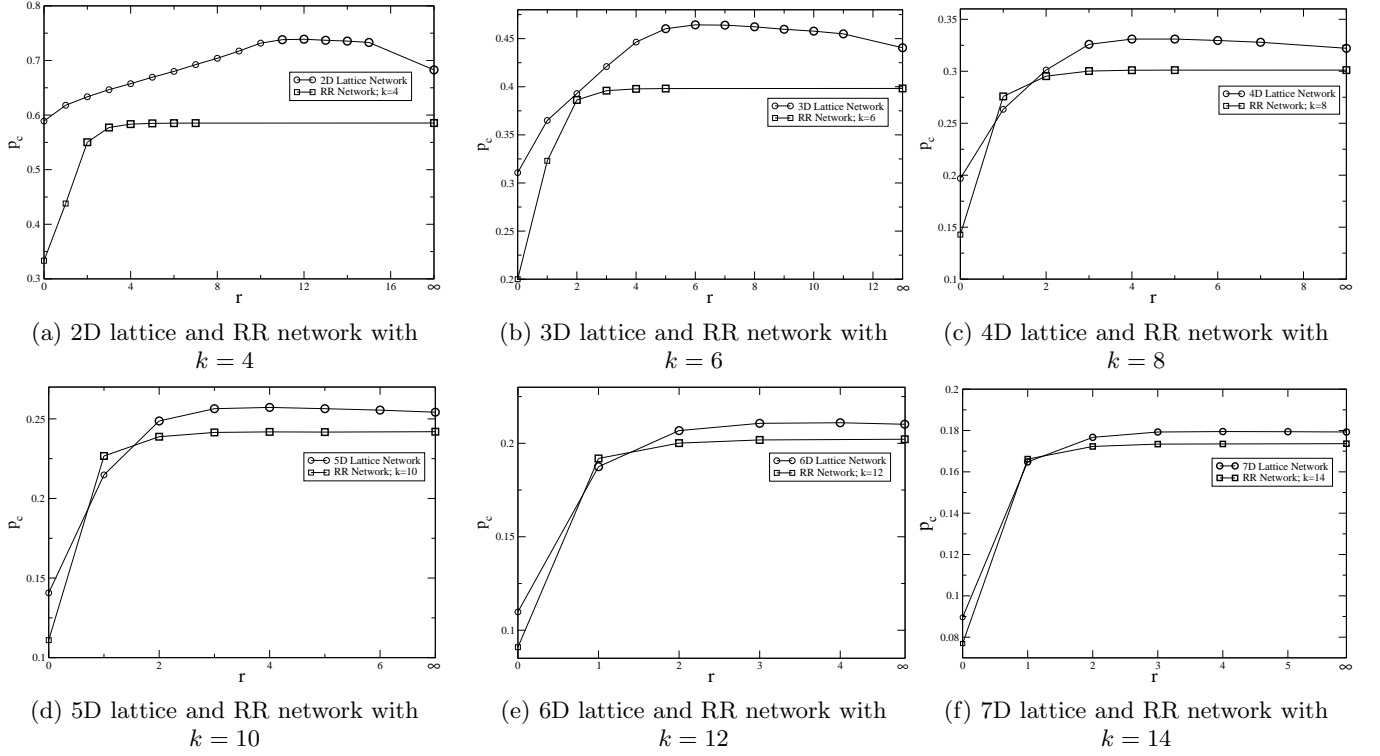 0.7
0.6
0.5
0.4
0.3
p_c
0 4 8 12 16 ∞
r
2D Lattice Network
RR Network; k=4
(a) 2D lattice and RR network with
k = 4
0.45
0.4
0.35
0.3
0.25
0.2
p_c
0 2 4 6 8 10 12 ∞
r
3D Lattice Network
RR Network; k=6
(b) 3D lattice and RR network with
k = 6
0.35
0.3
0.25
0.2
0.15
0.1
p_c
0 2 4 6 8 ∞
r
4D Lattice Network
RR Network; k=8
(c) 4D lattice and RR network with
k = 8
0.25
0.2
0.15
0.1
p_c
0 2 4 6 ∞
r
5D Lattice Network
RR Network; k=10
(d) 5D lattice and RR network with
k = 10
0.2
0.15
0.1
p_c
0 1 2 3 4 ∞
r
6D Lattice Network
RR Network; k=12
(e) 6D lattice and RR network with
k = 12
0.2
0.18
0.16
0.14
0.12
0.1
0.08
p_c
0 1 2 3 4 5 ∞
r
7D Lattice Network
RR Network; k=14
(f) 7D lattice and RR network with
k = 14